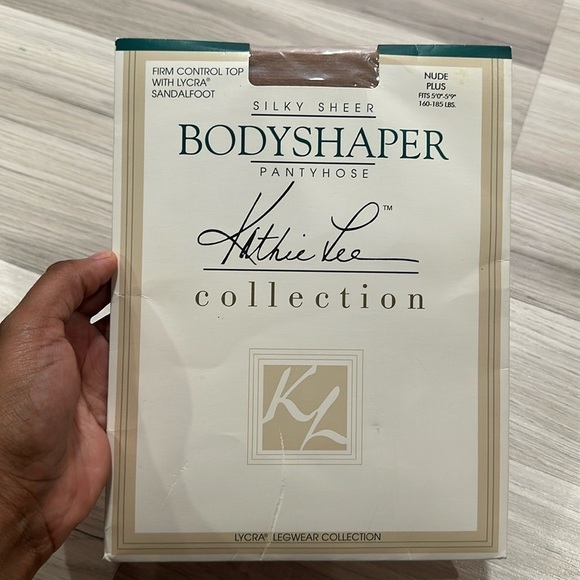 FIRM CONTROL TOP
WITH LYCRA®
SANDALFOOT
NUDE
PLUS
FITS 5'0"-5'9"
160-185 LBS.
SILKY SHEER
BODYSHAPER
PANTYHOSE
Kathie Lee™
collection
KL
LYCRA® LEGWEAR COLLECTION